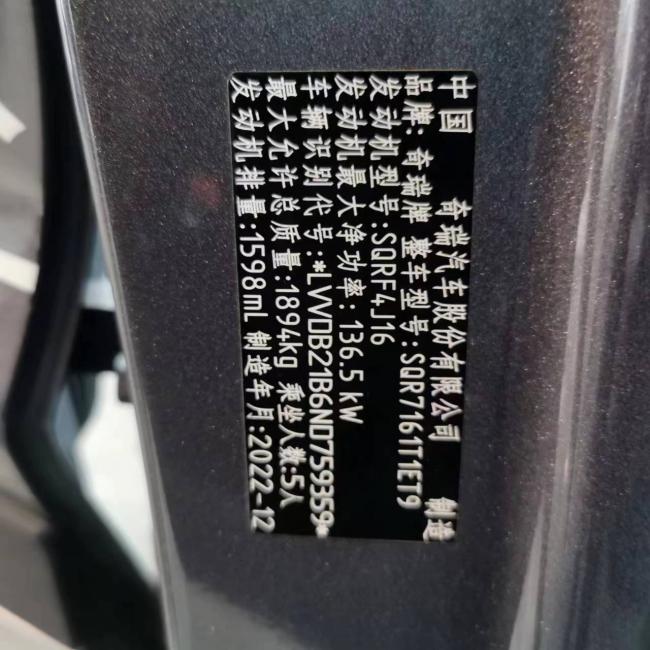 中国 奇瑞汽车股份有限公司 制造
品牌: 奇瑞牌 整车型号:SQR7161T1ET9
发动机型号:SQRF4J16
发动机最大净功率:136.5 kW
车辆识别代号:*LVVDB21B6ND759359*
最大允许总质量:1894kg 乘坐人数:5人
发动机排量:1598mL 制造年月:2022-12